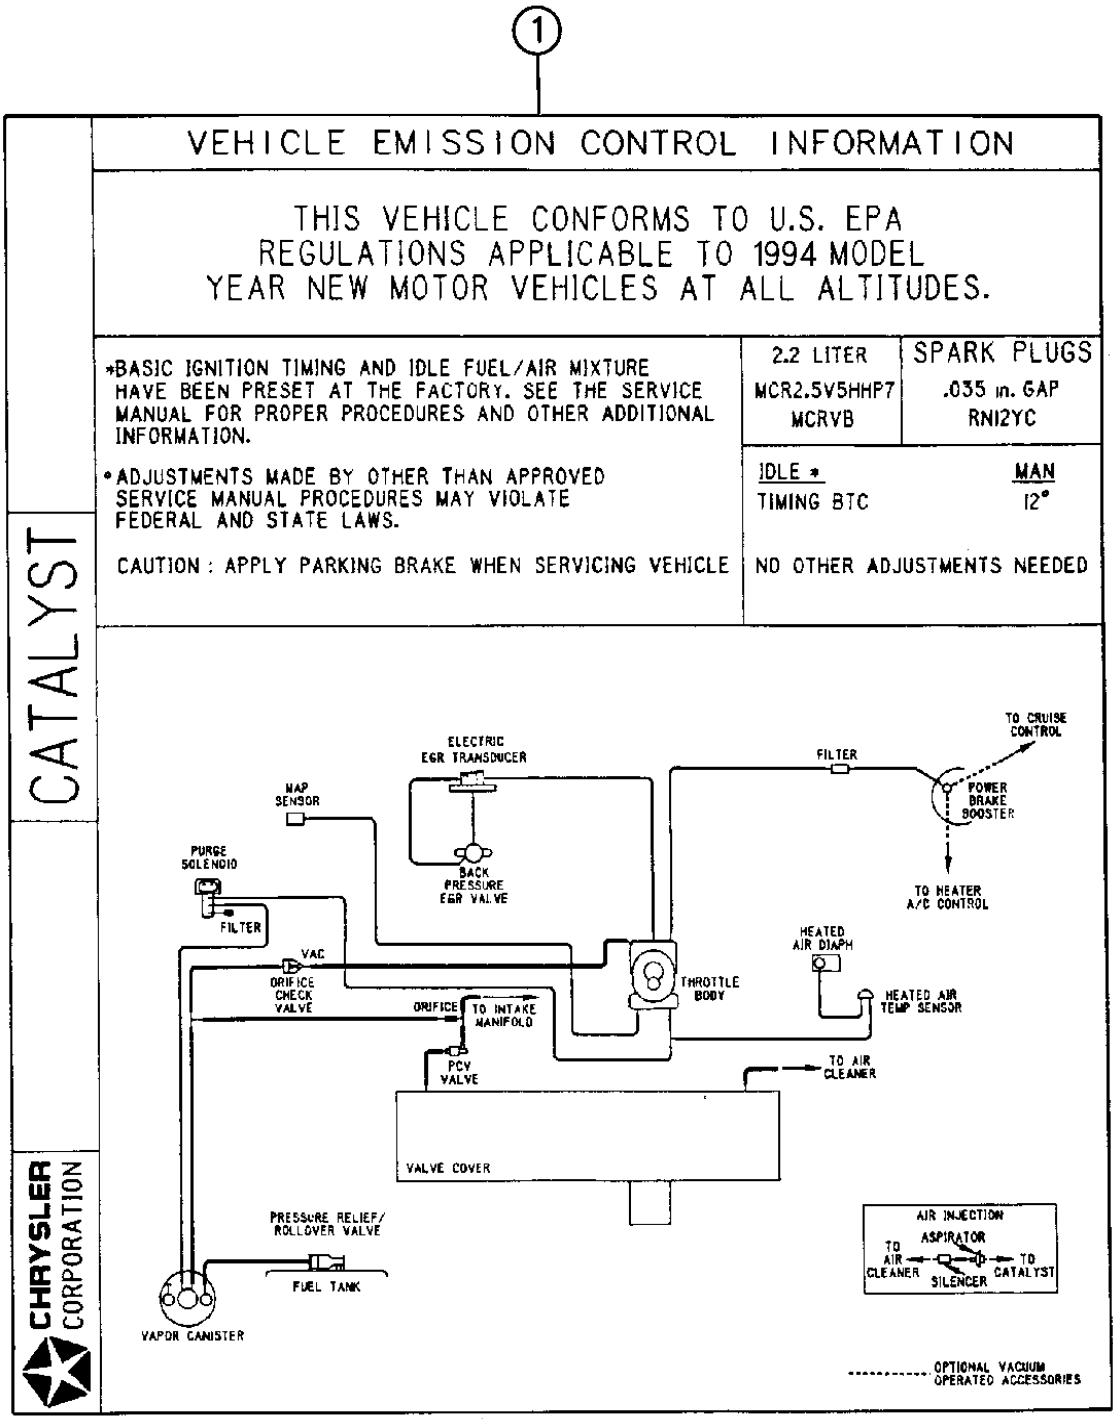 1
VEHICLE EMISSION CONTROL INFORMATION
THIS VEHICLE CONFORMS TO U.S. EPA
REGULATIONS APPLICABLE TO 1994 MODEL
YEAR NEW MOTOR VEHICLES AT ALL ALTITUDES.
*BASIC IGNITION TIMING AND IDLE FUEL/AIR MIXTURE
HAVE BEEN PRESET AT THE FACTORY. SEE THE SERVICE
MANUAL FOR PROPER PROCEDURES AND OTHER ADDITIONAL
INFORMATION.
•ADJUSTMENTS MADE BY OTHER THAN APPROVED
SERVICE MANUAL PROCEDURES MAY VIOLATE
FEDERAL AND STATE LAWS.
CAUTION : APPLY PARKING BRAKE WHEN SERVICING VEHICLE
2.2 LITER
MCR2.5V5HHP7
MCRVB
SPARK PLUGS
.035 in. GAP
RN12YC
IDLE * MAN
TIMING BTC 12°
NO OTHER ADJUSTMENTS NEEDED
CATALYST
CHRYSLER
CORPORATION
ELECTRIC
EGR TRANSDUCER
MAP
SENSOR
PURGE
SOLENOID
FILTER
BACK
PRESSURE
EGR VALVE
FILTER
TO CRUISE
CONTROL
POWER
BRAKE
BOOSTER
TO HEATER
A/C CONTROL
HEATED
AIR DIAPH
HEATED AIR
TEMP SENSOR
THROTTLE
BODY
VAC
ORIFICE
CHECK
VALVE
ORIFICE
TO INTAKE
MANIFOLD
PCV
VALVE
TO AIR
CLEANER
VALVE COVER
PRESSURE RELIEF/
ROLLOVER VALVE
FUEL TANK
VAPOR CANISTER
AIR INJECTION
ASPIRATOR
TO
AIR
CLEANER
SILENCER
TO
CATALYST
OPTIONAL VACUUM
OPERATED ACCESSORIES